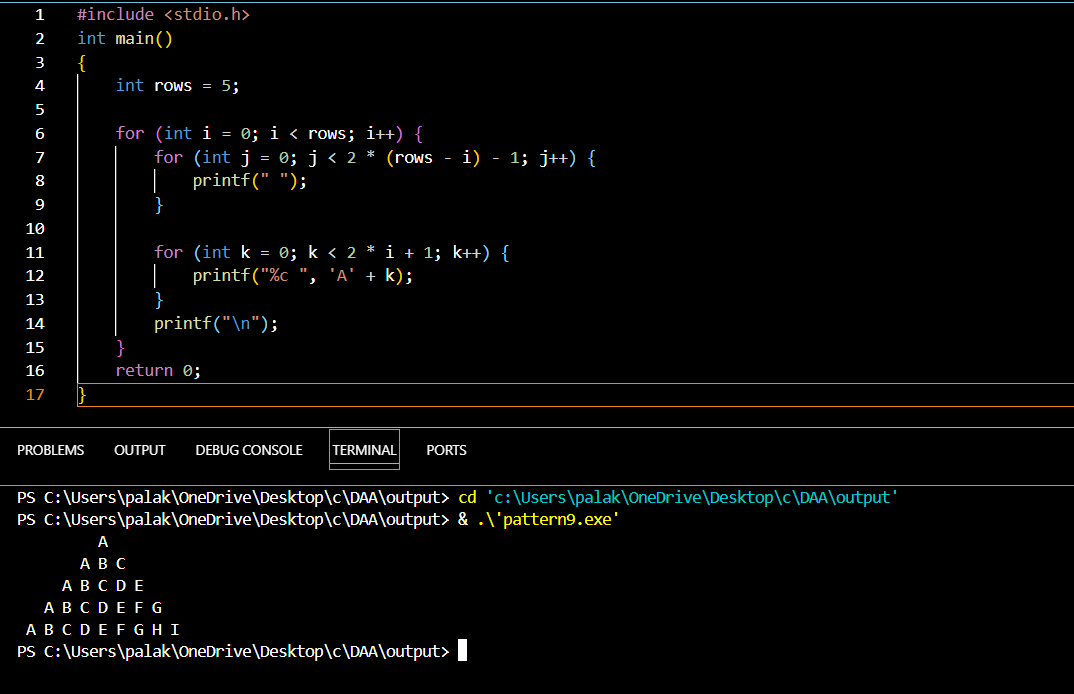 1 #include <stdio.h>
2 int main()
3 {
4     int rows = 5;
5
6     for (int i = 0; i < rows; i++) {
7         for (int j = 0; j < 2 * (rows - i) - 1; j++) {
8             printf(" ");
9         }
10
11         for (int k = 0; k < 2 * i + 1; k++) {
12             printf("%c ", 'A' + k);
13         }
14         printf("\n");
15     }
16     return 0;
17 }
PROBLEMS OUTPUT DEBUG CONSOLE TERMINAL PORTS
PS C:\Users\palak\OneDrive\Desktop\c\DAA\output> cd 'c:\Users\palak\OneDrive\Desktop\c\DAA\output'
PS C:\Users\palak\OneDrive\Desktop\c\DAA\output> & .\'pattern9.exe'
         A
       A B C
     A B C D E
   A B C D E F G
 A B C D E F G H I
PS C:\Users\palak\OneDrive\Desktop\c\DAA\output>